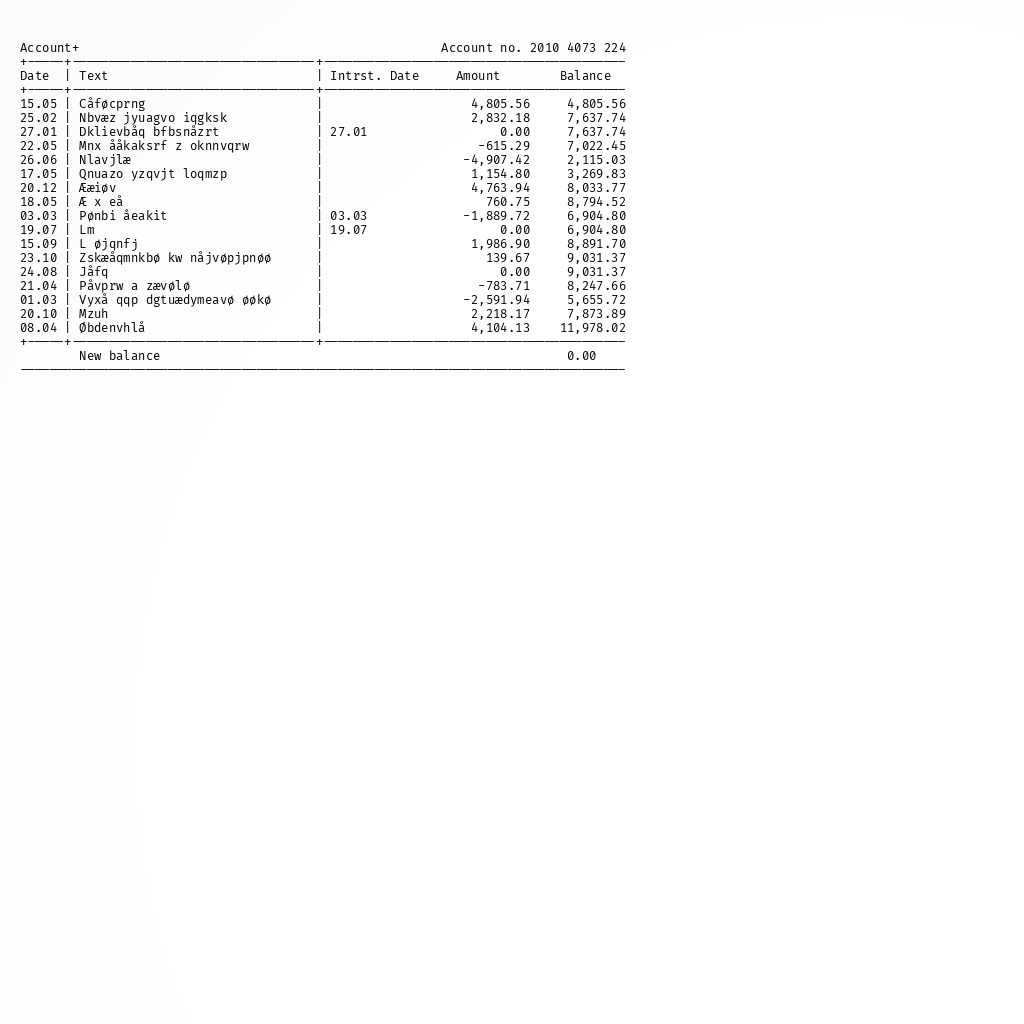 Account+ Account no. 2010 4073 224
+-----+---------------------------------+-----------------------------------------
Date | Text | Intrst. Date Amount Balance
+-----+---------------------------------+-----------------------------------------
15.05 | Cåføcprng | 4,805.56 4,805.56
25.02 | Nbvæz jyuagvo iqgksk | 2,832.18 7,637.74
27.01 | Dklievbåq bfbsnåzrt | 27.01 0.00 7,637.74
22.05 | Mnx ååkaksrf z oknnvqrw | -615.29 7,022.45
26.06 | Nlavjlæ | -4,907.42 2,115.03
17.05 | Qnuazo yzqvjt loqmzp | 1,154.80 3,269.83
20.12 | Ææiøv | 4,763.94 8,033.77
18.05 | Æ x eå | 760.75 8,794.52
03.03 | Pønbi åeakit | 03.03 -1,889.72 6,904.80
19.07 | Lm | 19.07 0.00 6,904.80
15.09 | L øjqnfj | 1,986.90 8,891.70
23.10 | Zskæåqmnkbø kw nåjvøpjpnøø | 139.67 9,031.37
24.08 | Jåfq | 0.00 9,031.37
21.04 | Påvprw a zævølø | -783.71 8,247.66
01.03 | Vyxå qqp dgtuædymeavø øøkø | -2,591.94 5,655.72
20.10 | Mzuh | 2,218.17 7,873.89
08.04 | Øbdenvhlå | 4,104.13 11,978.02
+-----+---------------------------------+-----------------------------------------
New balance 0.00
----------------------------------------------------------------------------------